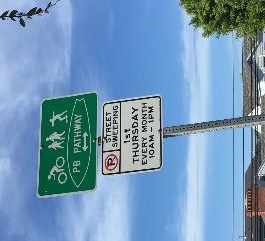 PB PATHWAY
STREET
SWEEPING
1st
THURSDAY
EVERY MONTH
10AM - 1PM